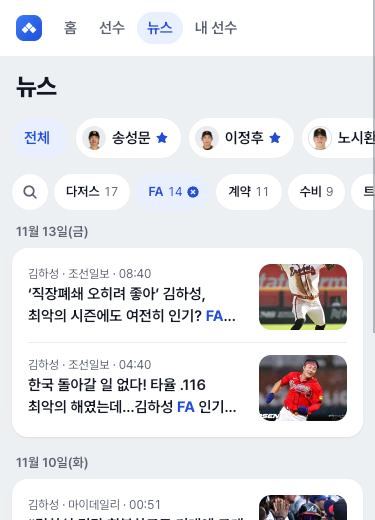 홈 선수 뉴스 내 선수
뉴스
전체 송성문 이정후 노시환
다저스 17 FA 14 계약 11 수비 9 트
11월 13일(금)
김하성 · 조선일보 · 08:40
‘직장폐쇄 오히려 좋아’ 김하성,
최악의 시즌에도 여전히 인기? FA...
김하성 · 조선일보 · 04:40
한국 돌아갈 일 없다! 타율 .116
최악의 해였는데...김하성 FA 인기...
11월 10일(화)
김하성 · 마이데일리 · 00:51